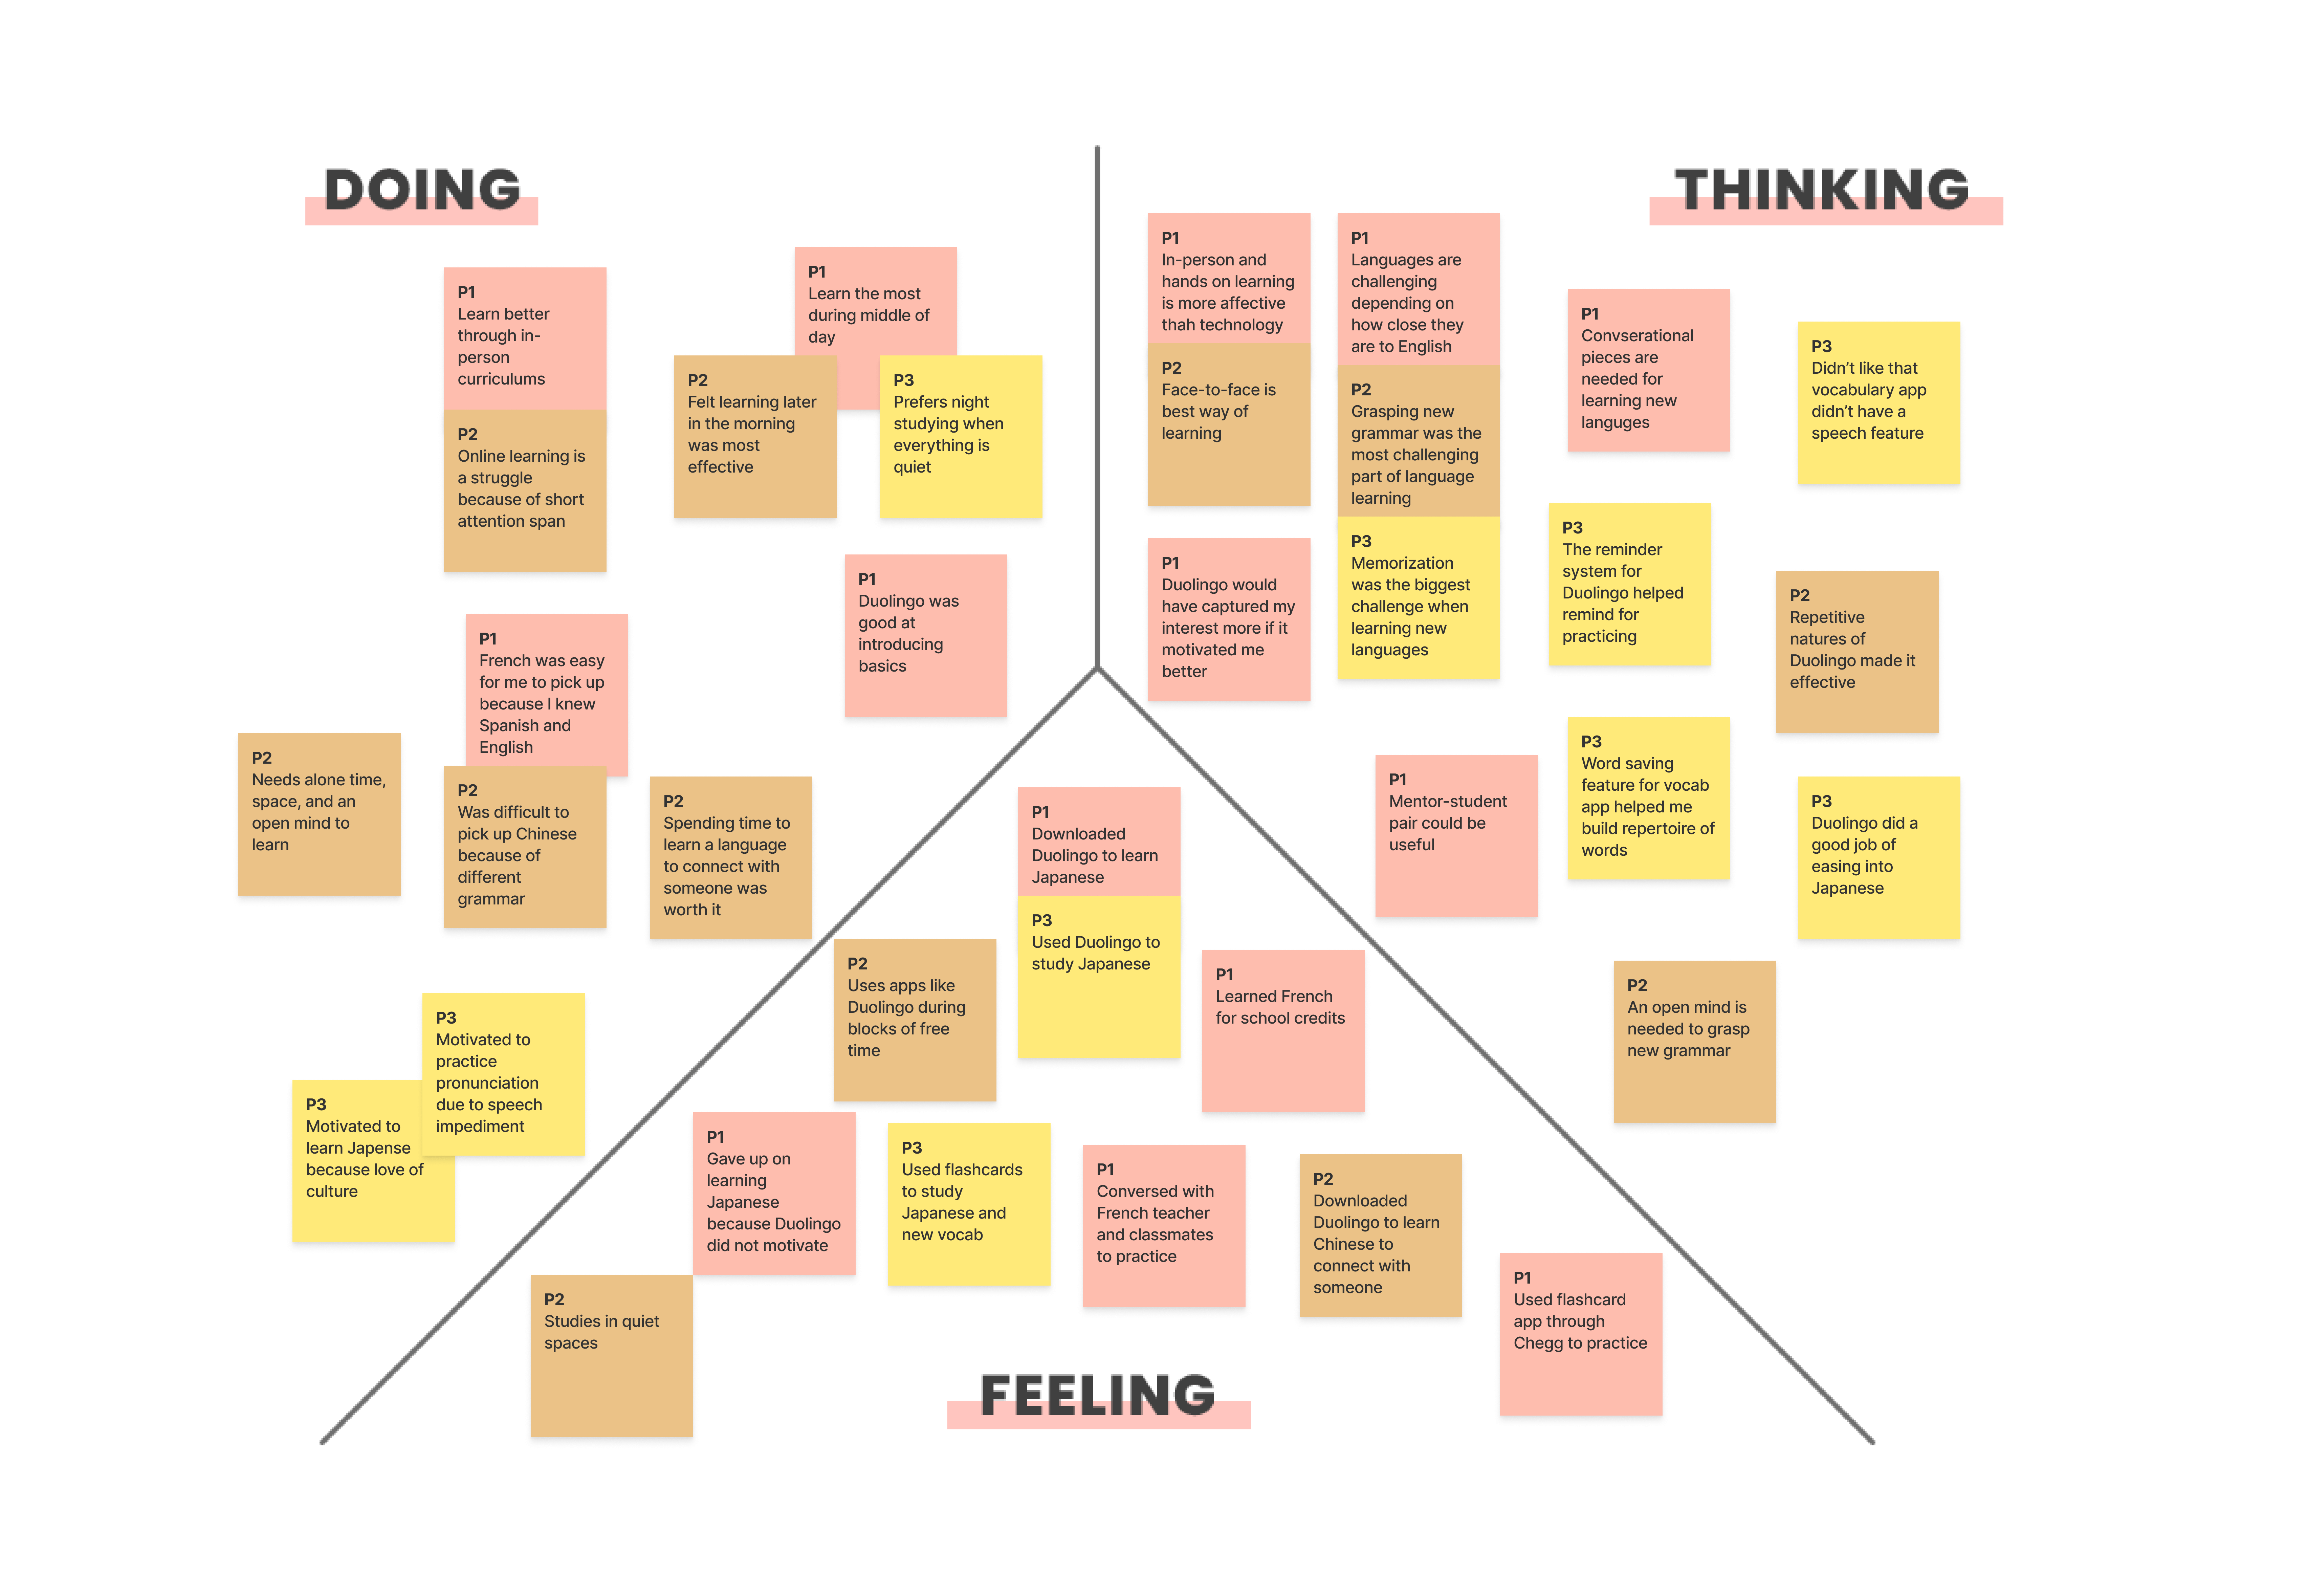 DOING
P1
Learn better
through in-
person
curriculums
P2
Online learning is
a struggle
because of short
attention span
P1
Learn the most
during middle of
day
P2
Felt learning later
in the morning
was most
effective
P3
Prefers night
studying when
everything is
quiet
P1
Duolingo was
good at
introducing
basics
P1
French was easy
for me to pick up
because I knew
Spanish and
English
P2
Was difficult to
pick up Chinese
because of
different
grammar
P2
Needs alone time,
space, and an
open mind to
learn
P2
Spending time to
learn a language
to connect with
someone was
worth it
P3
Motivated to
practice
pronunciation
due to speech
impediment
P3
Motivated to
learn Japense
because love of
culture
THINKING
P1
In-person and
hands on learning
is more affective
thah technology
P2
Face-to-face is
best way of
learning
P1
Languages are
challenging
depending on
how close they
are to English
P2
Grasping new
grammar was the
most challenging
part of language
learning
P3
Memorization
was the biggest
challenge when
learning new
languages
P1
Convserational
pieces are
needed for
learning new
languges
P3
Didn't like that
vocabulary app
didn't have a
speech feature
P1
Duolingo would
have captured my
interest more if it
motivated me
better
P3
The reminder
system for
Duolingo helped
remind for
practicing
P2
Repetitive
natures of
Duolingo made it
effective
P1
Mentor-student
pair could be
useful
P3
Word saving
feature for vocab
app helped me
build repertoire of
words
P3
Duolingo did a
good job of
easing into
Japanese
P2
An open mind is
needed to grasp
new grammar
P1
Downloaded
Duolingo to learn
Japanese
P3
Used Duolingo to
study Japanese
P2
Uses apps like
Duolingo during
blocks of free
time
P1
Learned French
for school credits
P1
Gave up on
learning
Japanese
because Duolingo
did not motivate
P3
Used flashcards
to study
Japanese and
new vocab
P1
Conversed with
French teacher
and classmates
to practice
P2
Downloaded
Duolingo to learn
Chinese to
connect with
someone
P1
Used flashcard
app through
Chegg to practice
P2
Studies in quiet
spaces
FEELING